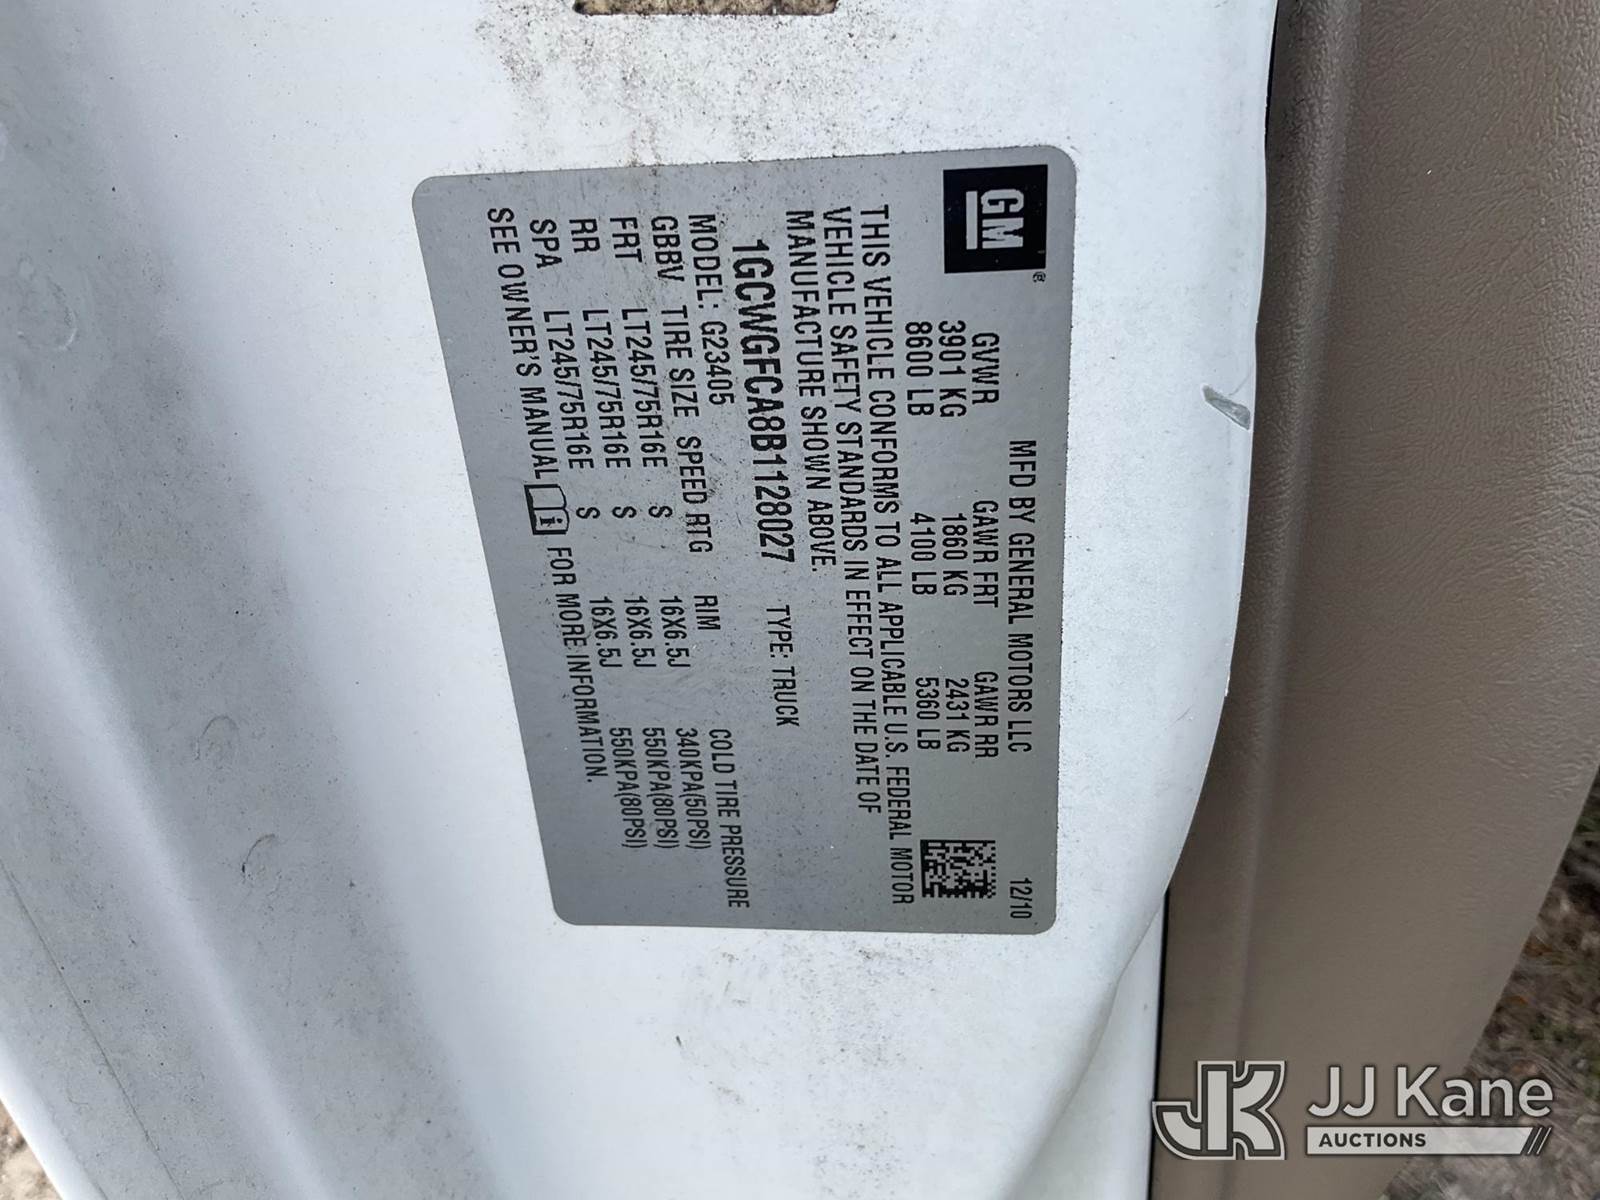 GM®
MFD BY GENERAL MOTORS LLC 12/10
GVWR GAWR FRT GAWR RR
3901 KG 1860 KG 2431 KG
8600 LB 4100 LB 5360 LB
THIS VEHICLE CONFORMS TO ALL APPLICABLE U.S. FEDERAL MOTOR
VEHICLE SAFETY STANDARDS IN EFFECT ON THE DATE OF
MANUFACTURE SHOWN ABOVE.
1GCWGFCA8B1128027 TYPE: TRUCK
MODEL: G23405
GBBV TIRE SIZE SPEED RTG RIM COLD TIRE PRESSURE
FRT LT245/75R16E S 16X6.5J 340KPA(50PSI)
RR LT245/75R16E S 16X6.5J 550KPA(80PSI)
SPA LT245/75R16E S 16X6.5J 550KPA(80PSI)
SEE OWNER'S MANUAL FOR MORE INFORMATION.
JK JJ Kane
AUCTIONS